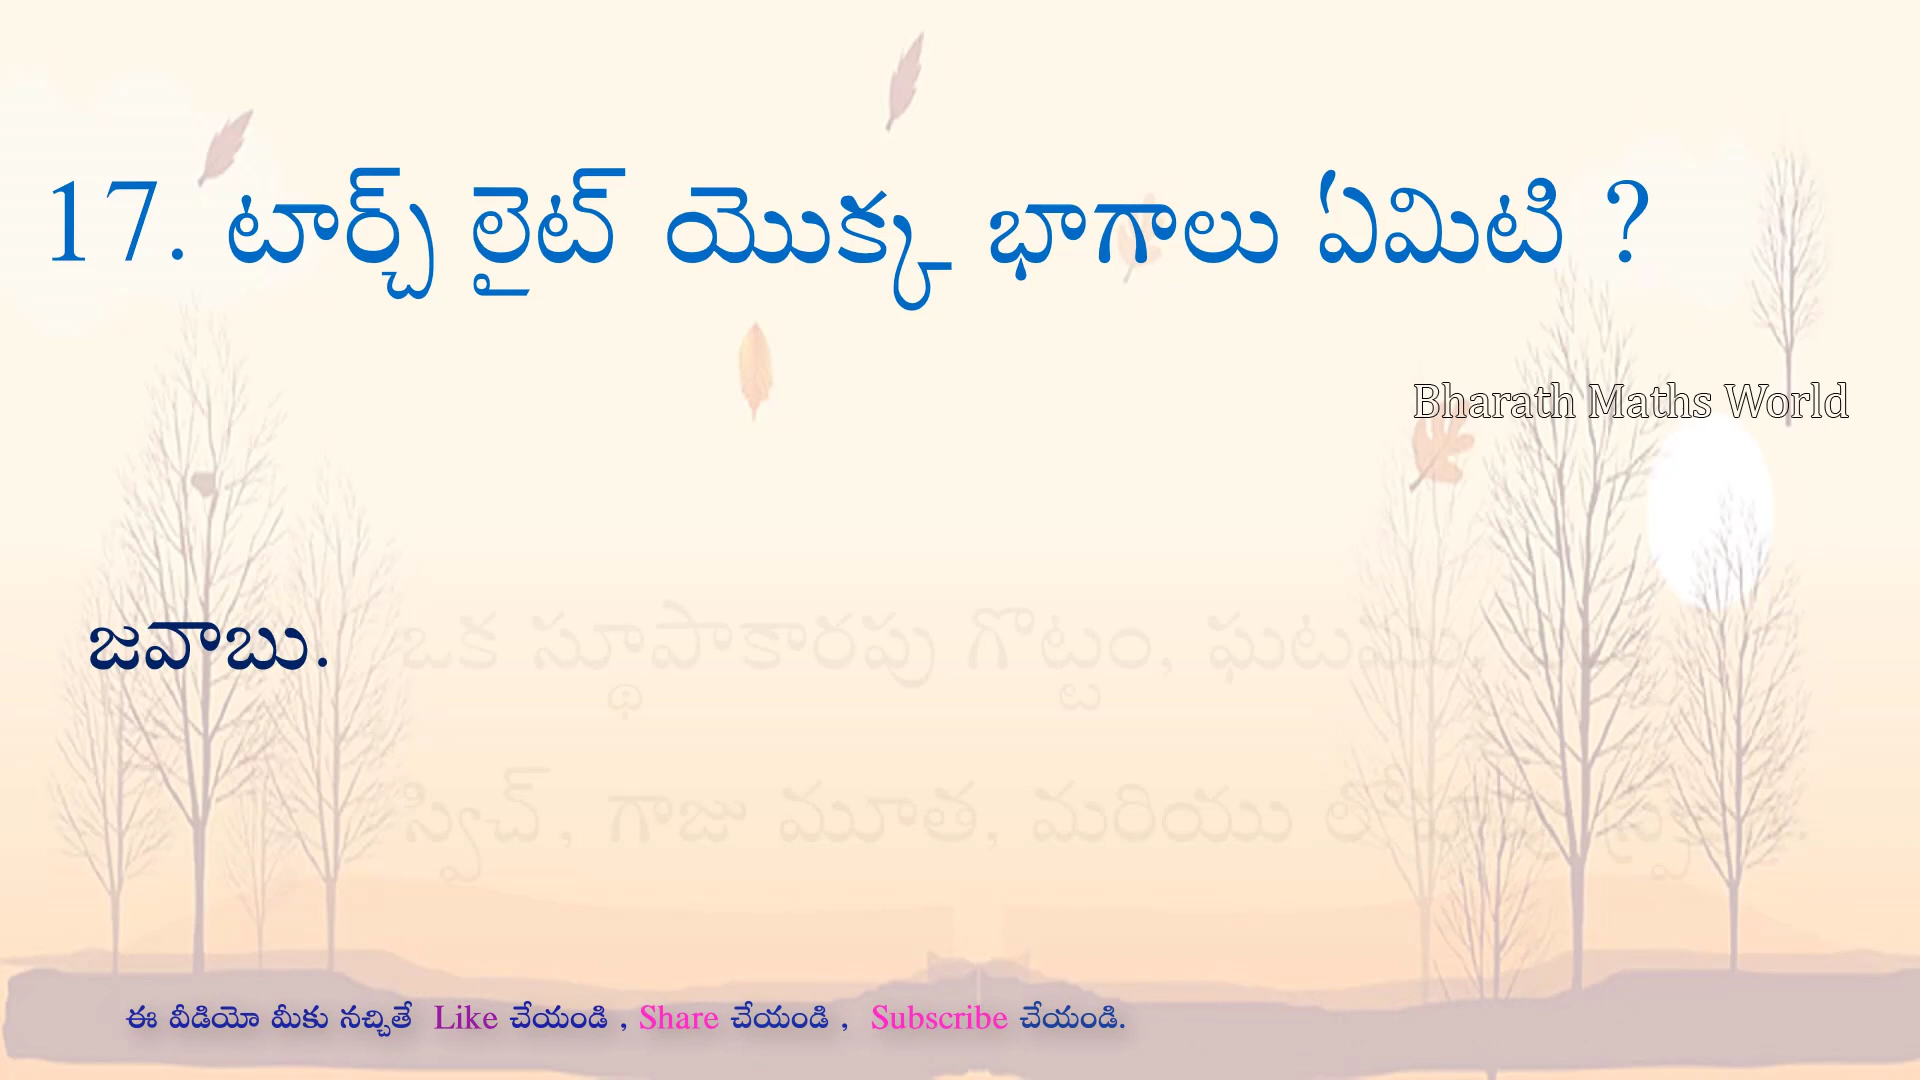 17. టార్చ్ లైట్ యొక్క భాగాలు ఏమిటి ?
Bharath Maths World
జవాబు. ఒక స్థూపాకారపు గొట్టం, ఘటము,
స్విచ్, గాజు మూత, మరియు
ఈ వీడియో మీకు నచ్చితే Like చేయండి , Share చేయండి , Subscribe చేయండి.